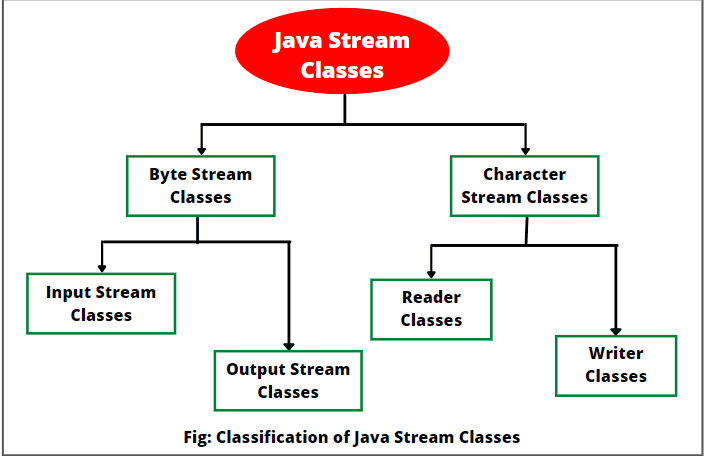 Java Stream
Classes
Byte Stream
Classes
Character
Stream Classes
Input Stream
Classes
Reader
Classes
Output Stream
Classes
Writer
Classes
Fig: Classification of Java Stream Classes